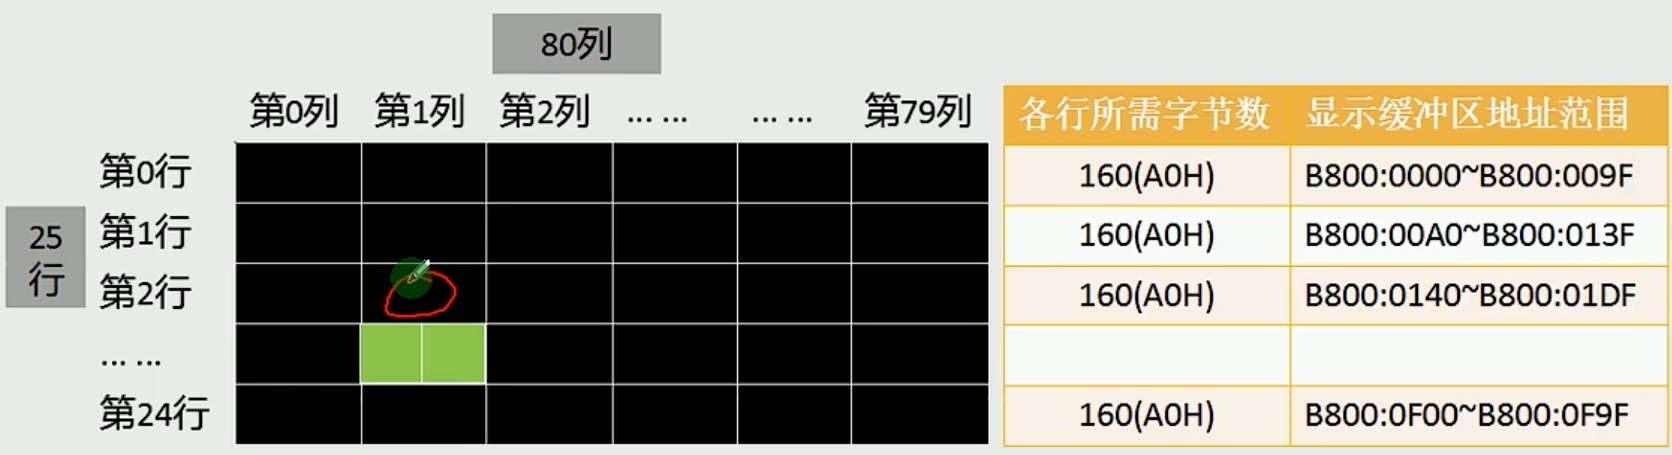 80列
第0列 第1列 第2列 ... ... ... ... 第79列
各行所需字节数 显示缓冲区地址范围
第0行 160(A0H) B800:0000~B800:009F
25行
第1行 160(A0H) B800:00A0~B800:013F
第2行 160(A0H) B800:0140~B800:01DF
... ...
第24行 160(A0H) B800:0F00~B800:0F9F